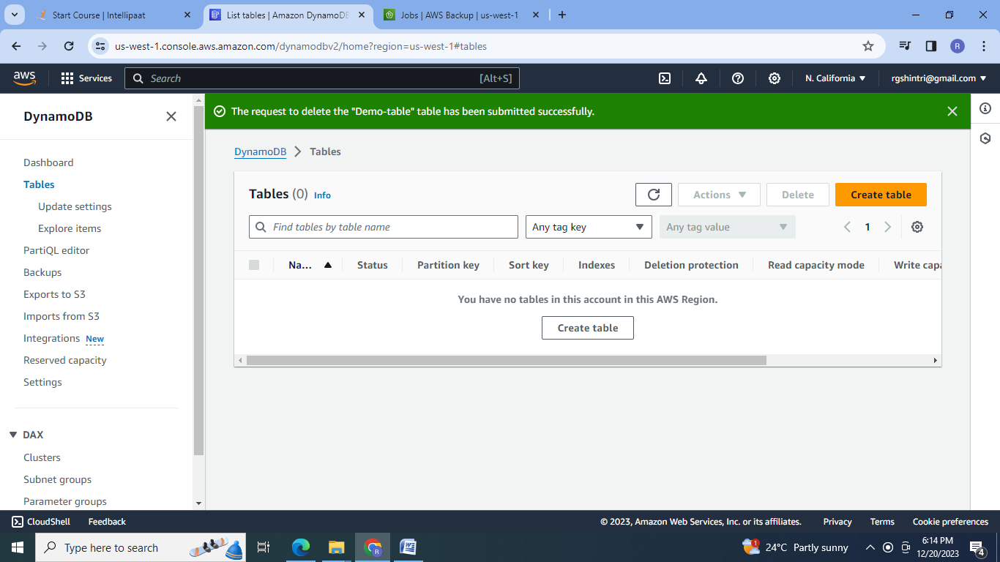 Start Course | Intellipaat
List tables | Amazon DynamoDB
Jobs | AWS Backup | us-west-1
us-west-1.console.aws.amazon.com/dynamodbv2/home?region=us-west-1#tables
R
aws
Services
Search
[Alt+S]
N. California
rgshintri@gmail.com
DynamoDB
The request to delete the "Demo-table" table has been submitted successfully.
Dashboard
Tables
Update settings
Explore items
PartiQL editor
Backups
Exports to S3
Imports from S3
Integrations New
Reserved capacity
Settings
DAX
Clusters
Subnet groups
Parameter groups
DynamoDB > Tables
Tables (0) Info
Actions
Delete
Create table
Find tables by table name
Any tag key
Any tag value
1
Na... Status Partition key Sort key Indexes Deletion protection Read capacity mode Write capa
You have no tables in this account in this AWS Region.
Create table
CloudShell
Feedback
© 2023, Amazon Web Services, Inc. or its affiliates.
Privacy
Terms
Cookie preferences
Type here to search
R
W
1
24°C Partly sunny
6:14 PM
12/20/2023
4